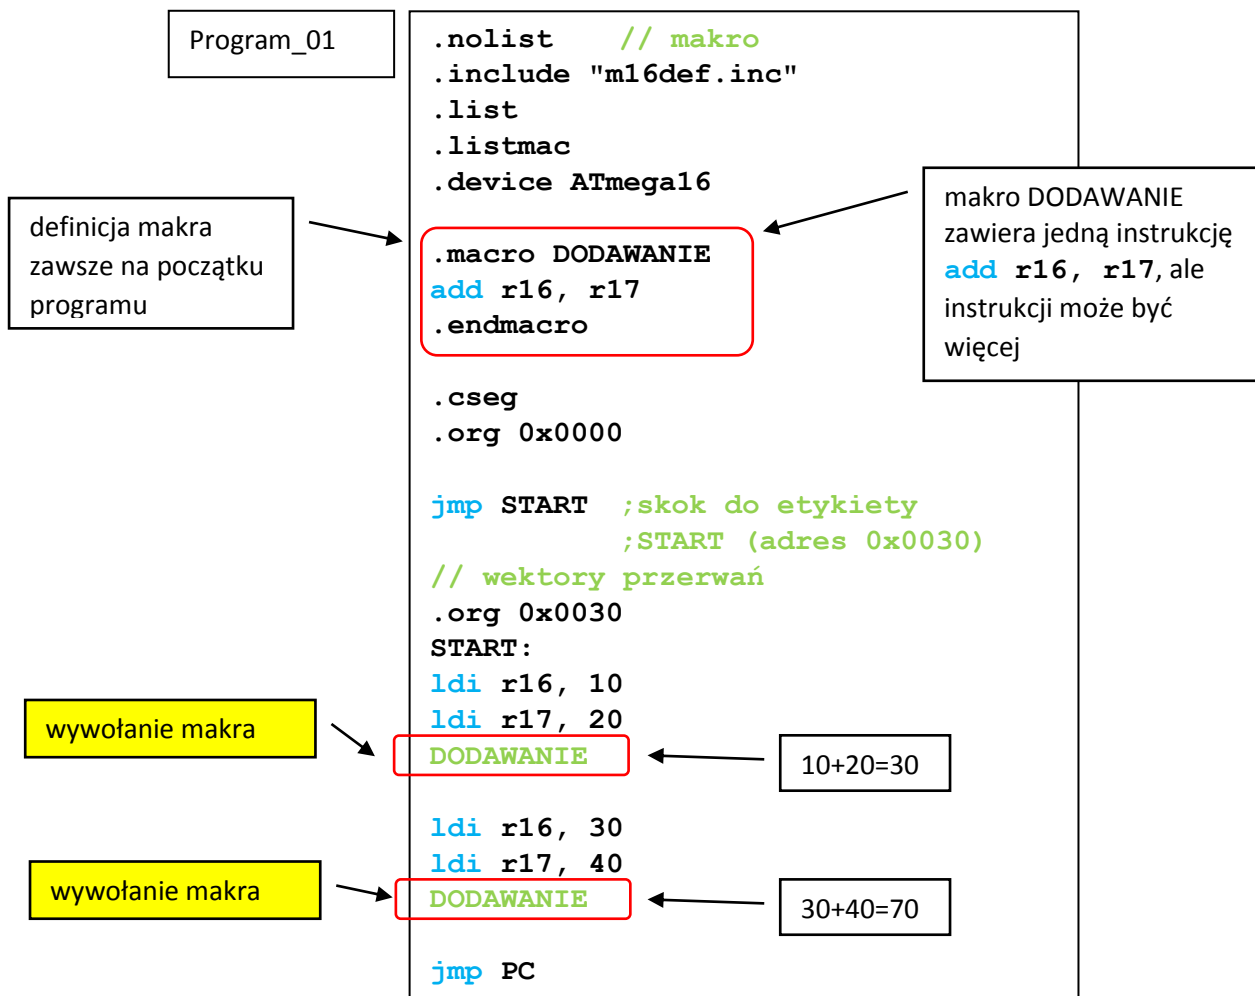 Program_01
.nolist // makro
.include "m16def.inc"
.list
.listmac
.device ATmega16
definicja makra
zawsze na początku
programu
.macro DODAWANIE
add r16, r17
.endmacro
makro DODAWANIE
zawiera jedną instrukcję
add r16, r17, ale
instrukcji może być
więcej
.cseg
.org 0x0000
jmp START ;skok do etykiety
;START (adres 0x0030)
// wektory przerwań
.org 0x0030
START:
ldi r16, 10
ldi r17, 20
wywołanie makra
DODAWANIE
10+20=30
ldi r16, 30
ldi r17, 40
wywołanie makra
DODAWANIE
30+40=70
jmp PC